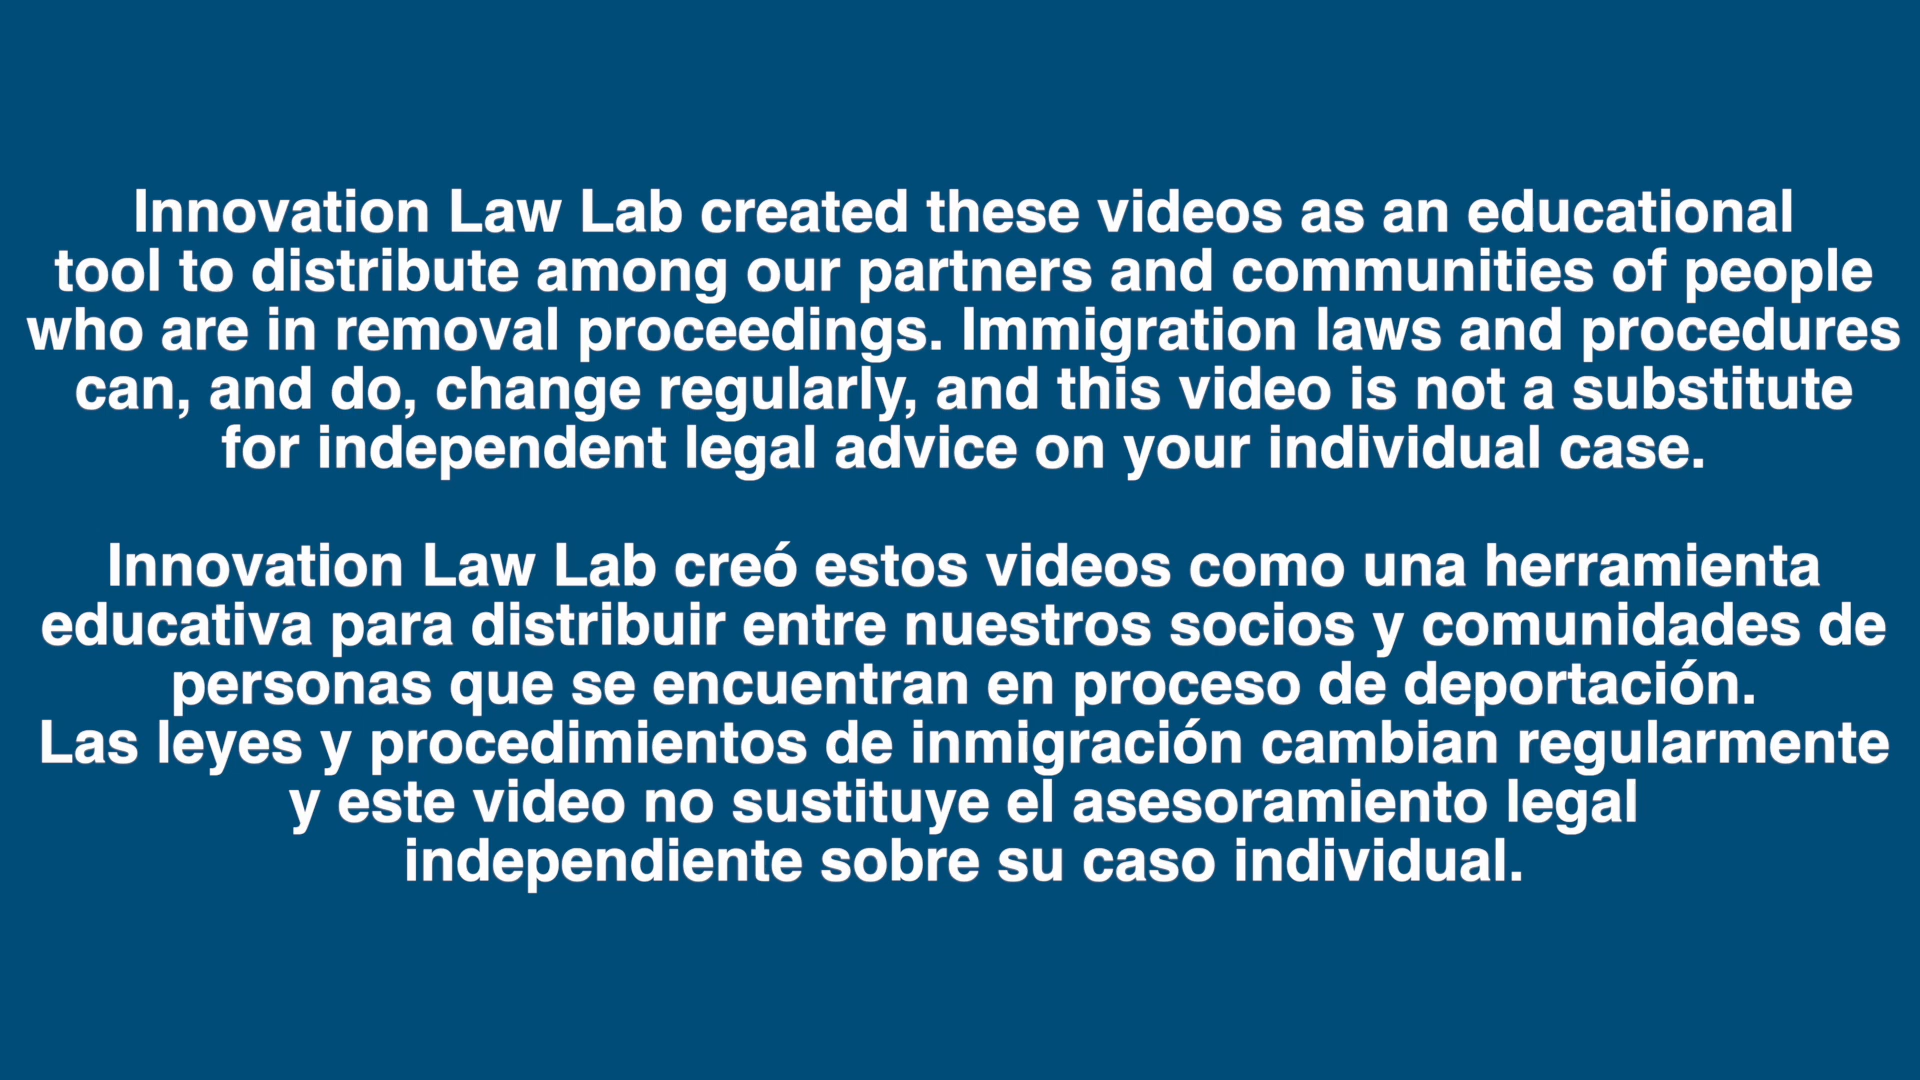 Innovation Law Lab created these videos as an educational
tool to distribute among our partners and communities of people
who are in removal proceedings. Immigration laws and procedures
can, and do, change regularly, and this video is not a substitute
for independent legal advice on your individual case.
Innovation Law Lab creó estos videos como una herramienta
educativa para distribuir entre nuestros socios y comunidades de
personas que se encuentran en proceso de deportación.
Las leyes y procedimientos de inmigración cambian regularmente
y este video no sustituye el asesoramiento legal
independiente sobre su caso individual.